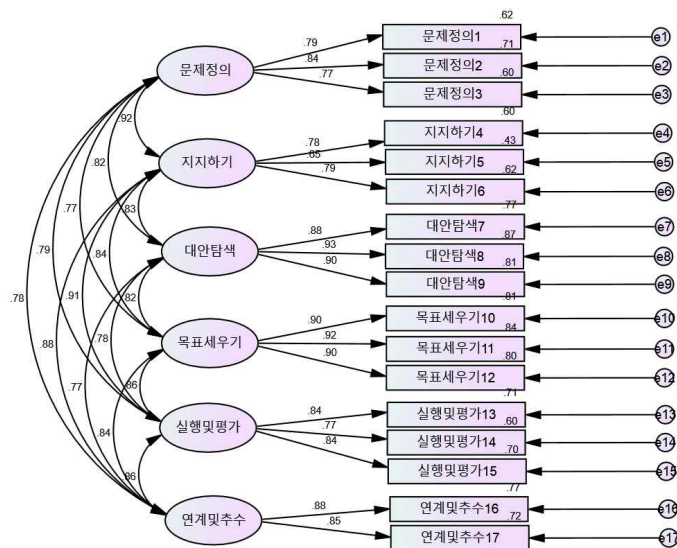 .62
.79 문제정의1 e1
.71
문제정의 .84 문제정의2 e2
.60
.77 문제정의3 e3
.60
.92 .78 지지하기4 e4
.43
.82 지지하기 .65 지지하기5 e5
.62
.79 지지하기6 e6
.77 .83 .77
.88 대안탐색7 e7
.87
.79 .84 대안탐색 .93 대안탐색8 e8
.81
.90 대안탐색9 e9
.78 .91 .82 .81
.90 목표세우기10 e10
.84
.88 .78 목표세우기 .92 목표세우기11 e11
.80
.90 목표세우기12 e12
.77 .86 .71
.84 실행및평가13 e13
.60
.84 실행및평가 .77 실행및평가14 e14
.70
.84 실행및평가15 e15
.86 .77
.88 연계및추수16 e16
.72
연계및추수 .85 연계및추수17 e17